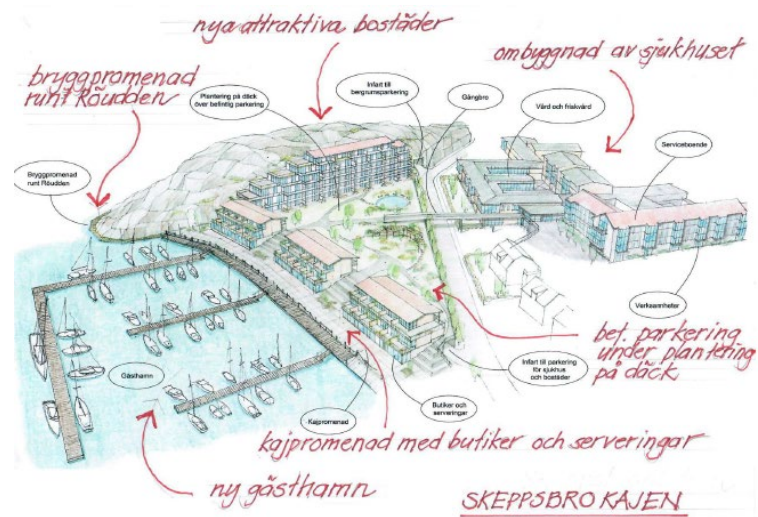 nya attraktiva bostäder
ombyggnad av sjukhuset
bryggpromenad
runt Röudden
Plantering på däck
över befintlig parkering
Infart till
bergrumsparkering
Gångbro
Vård och friskvård
Serviceboende
Bryggpromenad
runt Röudden
Verksamheter
bef. parkering
under plantering
på däck
Gästhamn
Infart till parkering
för sjukhus
och bostäder
Butiker och
serveringar
Kajpromenad
kajpromenad med butiker och serveringar
ny gästhamn
SKEPPSBROKAJEN